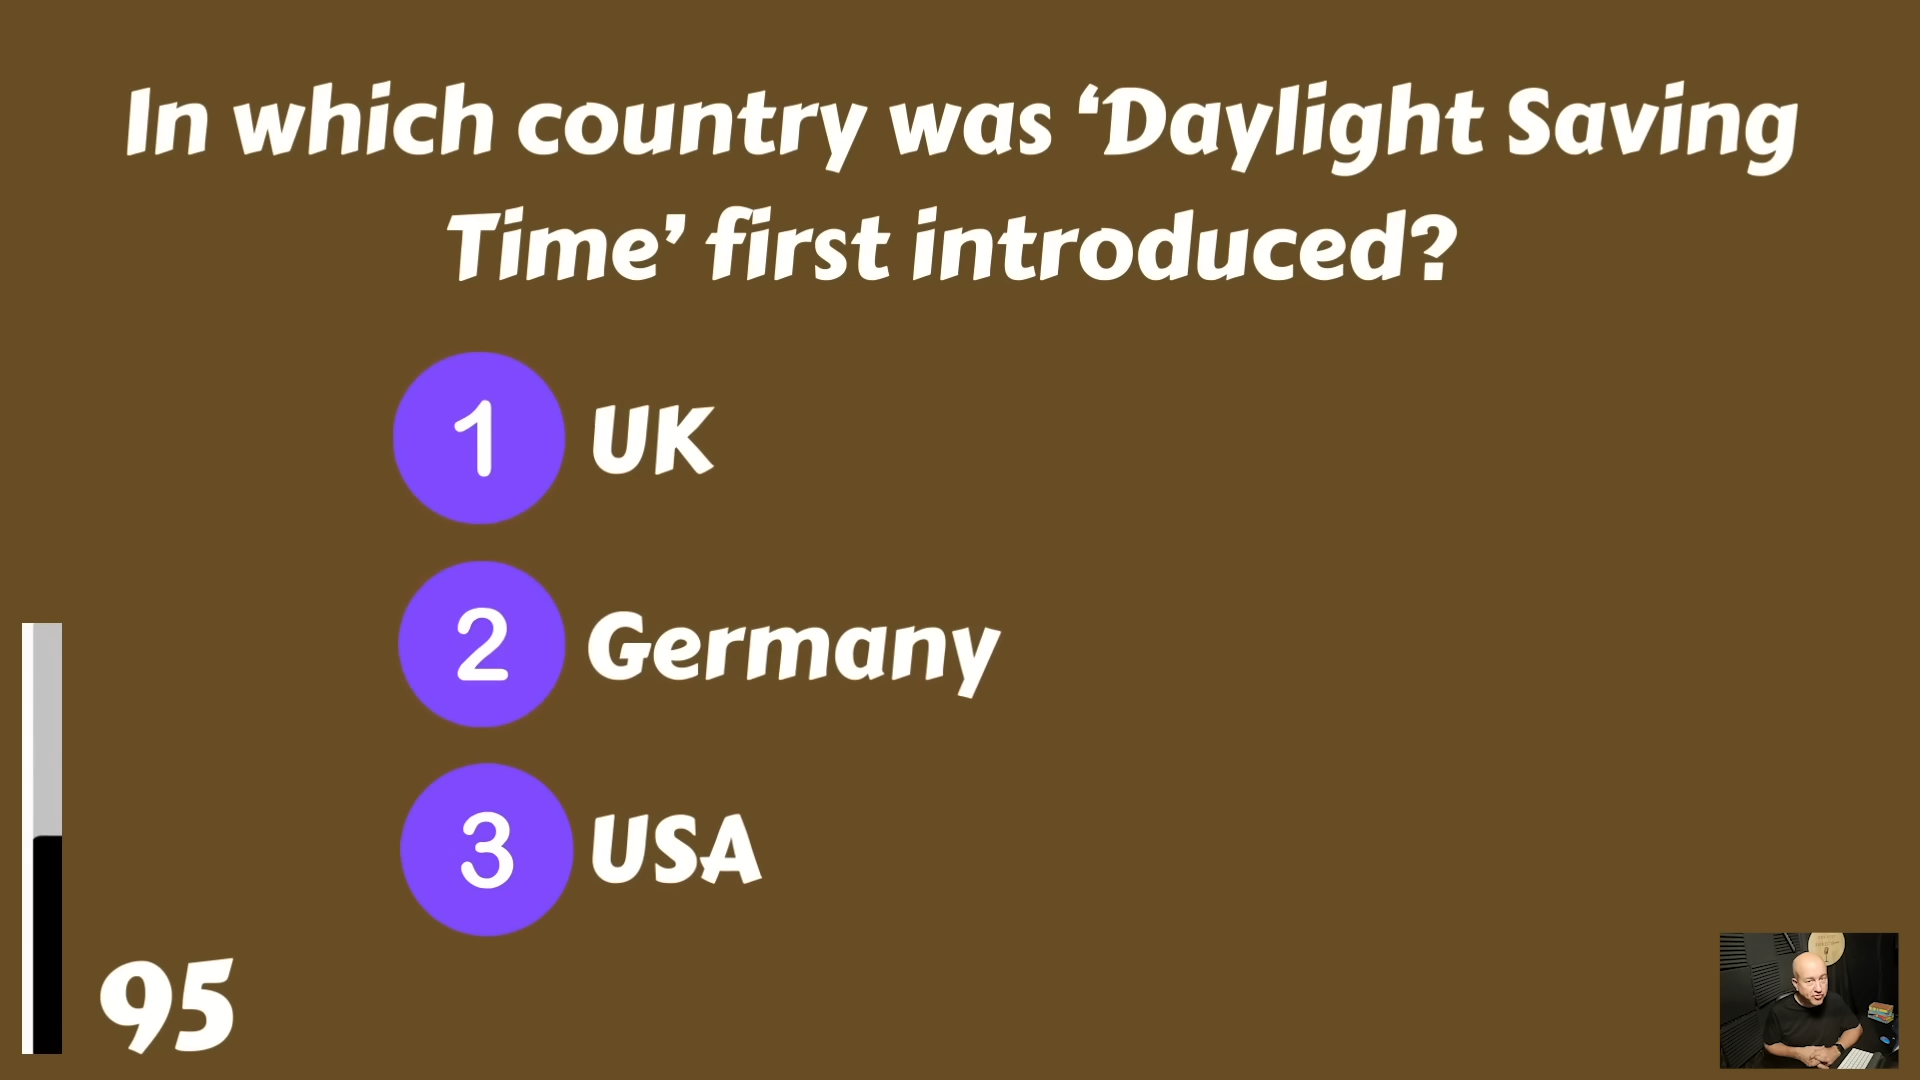 In which country was ‘Daylight Saving
Time’ first introduced?
1 UK
2 Germany
3 USA
95